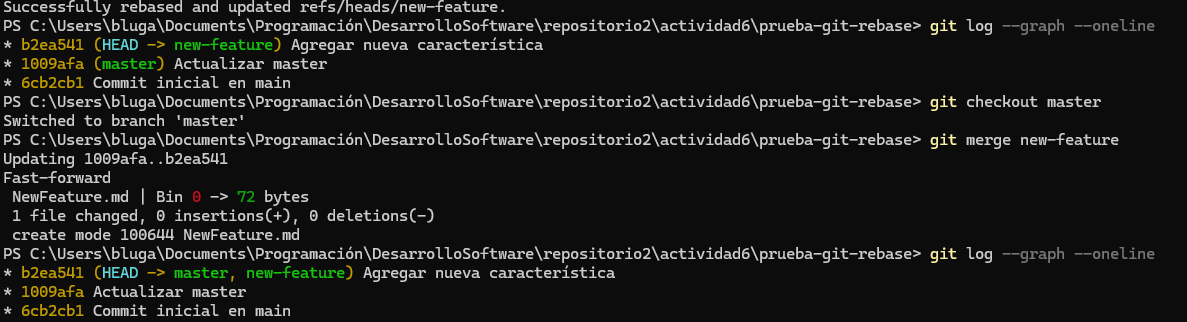 Successfully rebased and updated refs/heads/new-feature.
PS C:\Users\bluga\Documents\Programación\DesarrolloSoftware\repositorio2\actividad6\prueba-git-rebase> git log --graph --oneline
* b2ea541 (HEAD -> new-feature) Agregar nueva característica
* 1009afa (master) Actualizar master
* 6cb2cb1 Commit inicial en main
PS C:\Users\bluga\Documents\Programación\DesarrolloSoftware\repositorio2\actividad6\prueba-git-rebase> git checkout master
Switched to branch 'master'
PS C:\Users\bluga\Documents\Programación\DesarrolloSoftware\repositorio2\actividad6\prueba-git-rebase> git merge new-feature
Updating 1009afa..b2ea541
Fast-forward
 NewFeature.md | Bin 0 -> 72 bytes
 1 file changed, 0 insertions(+), 0 deletions(-)
 create mode 100644 NewFeature.md
PS C:\Users\bluga\Documents\Programación\DesarrolloSoftware\repositorio2\actividad6\prueba-git-rebase> git log --graph --oneline
* b2ea541 (HEAD -> master, new-feature) Agregar nueva característica
* 1009afa Actualizar master
* 6cb2cb1 Commit inicial en main